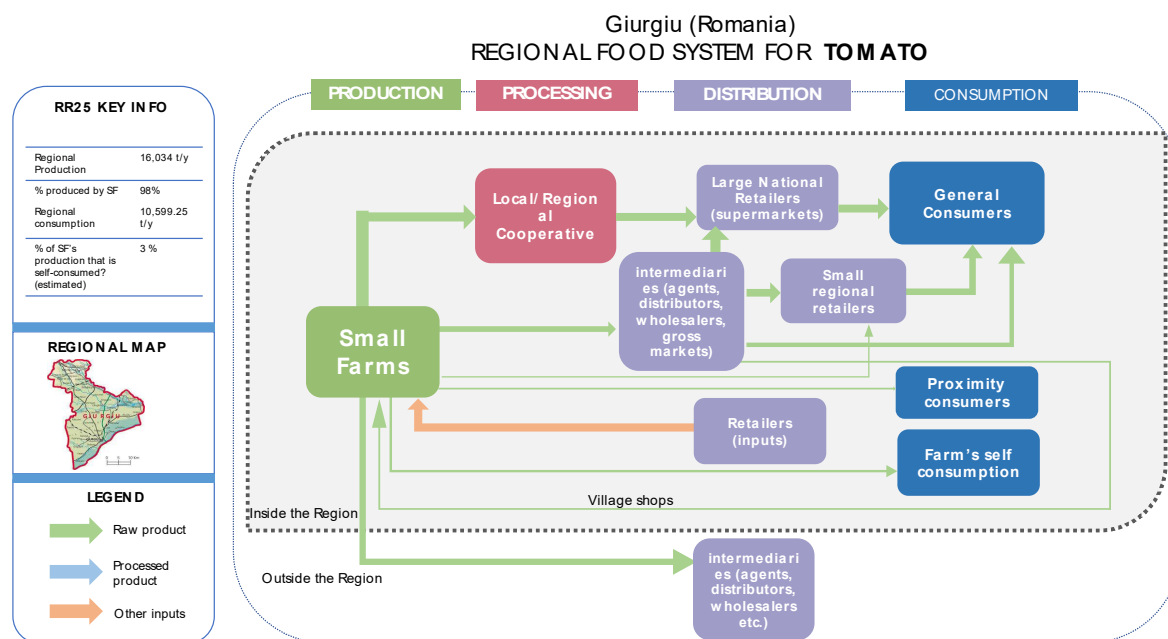 Giurgiu (Romania)
REGIONAL FOOD SYSTEM FOR TOMATO
PRODUCTION
PROCESSING
DISTRIBUTION
CONSUMPTION
RR25 KEY INFO
Regional
Production
16,034 t/y
% produced by SF
98%
Regional
consumption
10,599.25
t/y
% of SF's
production that is
self-consumed?
(estimated)
3 %
REGIONAL MAP
GIURGIU
LEGEND
Raw product
Processed
product
Other inputs
Local/ Region
al
Cooperative
Large National
Retailers
(supermarkets)
General
Consumers
intermediari
es (agents,
distributors,
wholesalers,
gross
markets)
Small
regional
retailers
Small
Farms
Proximity
consumers
Retailers
(inputs)
Farm's self
consumption
Village shops
Inside the Region
Outside the Region
intermediari
es (agents,
distributors,
wholesalers
etc.)